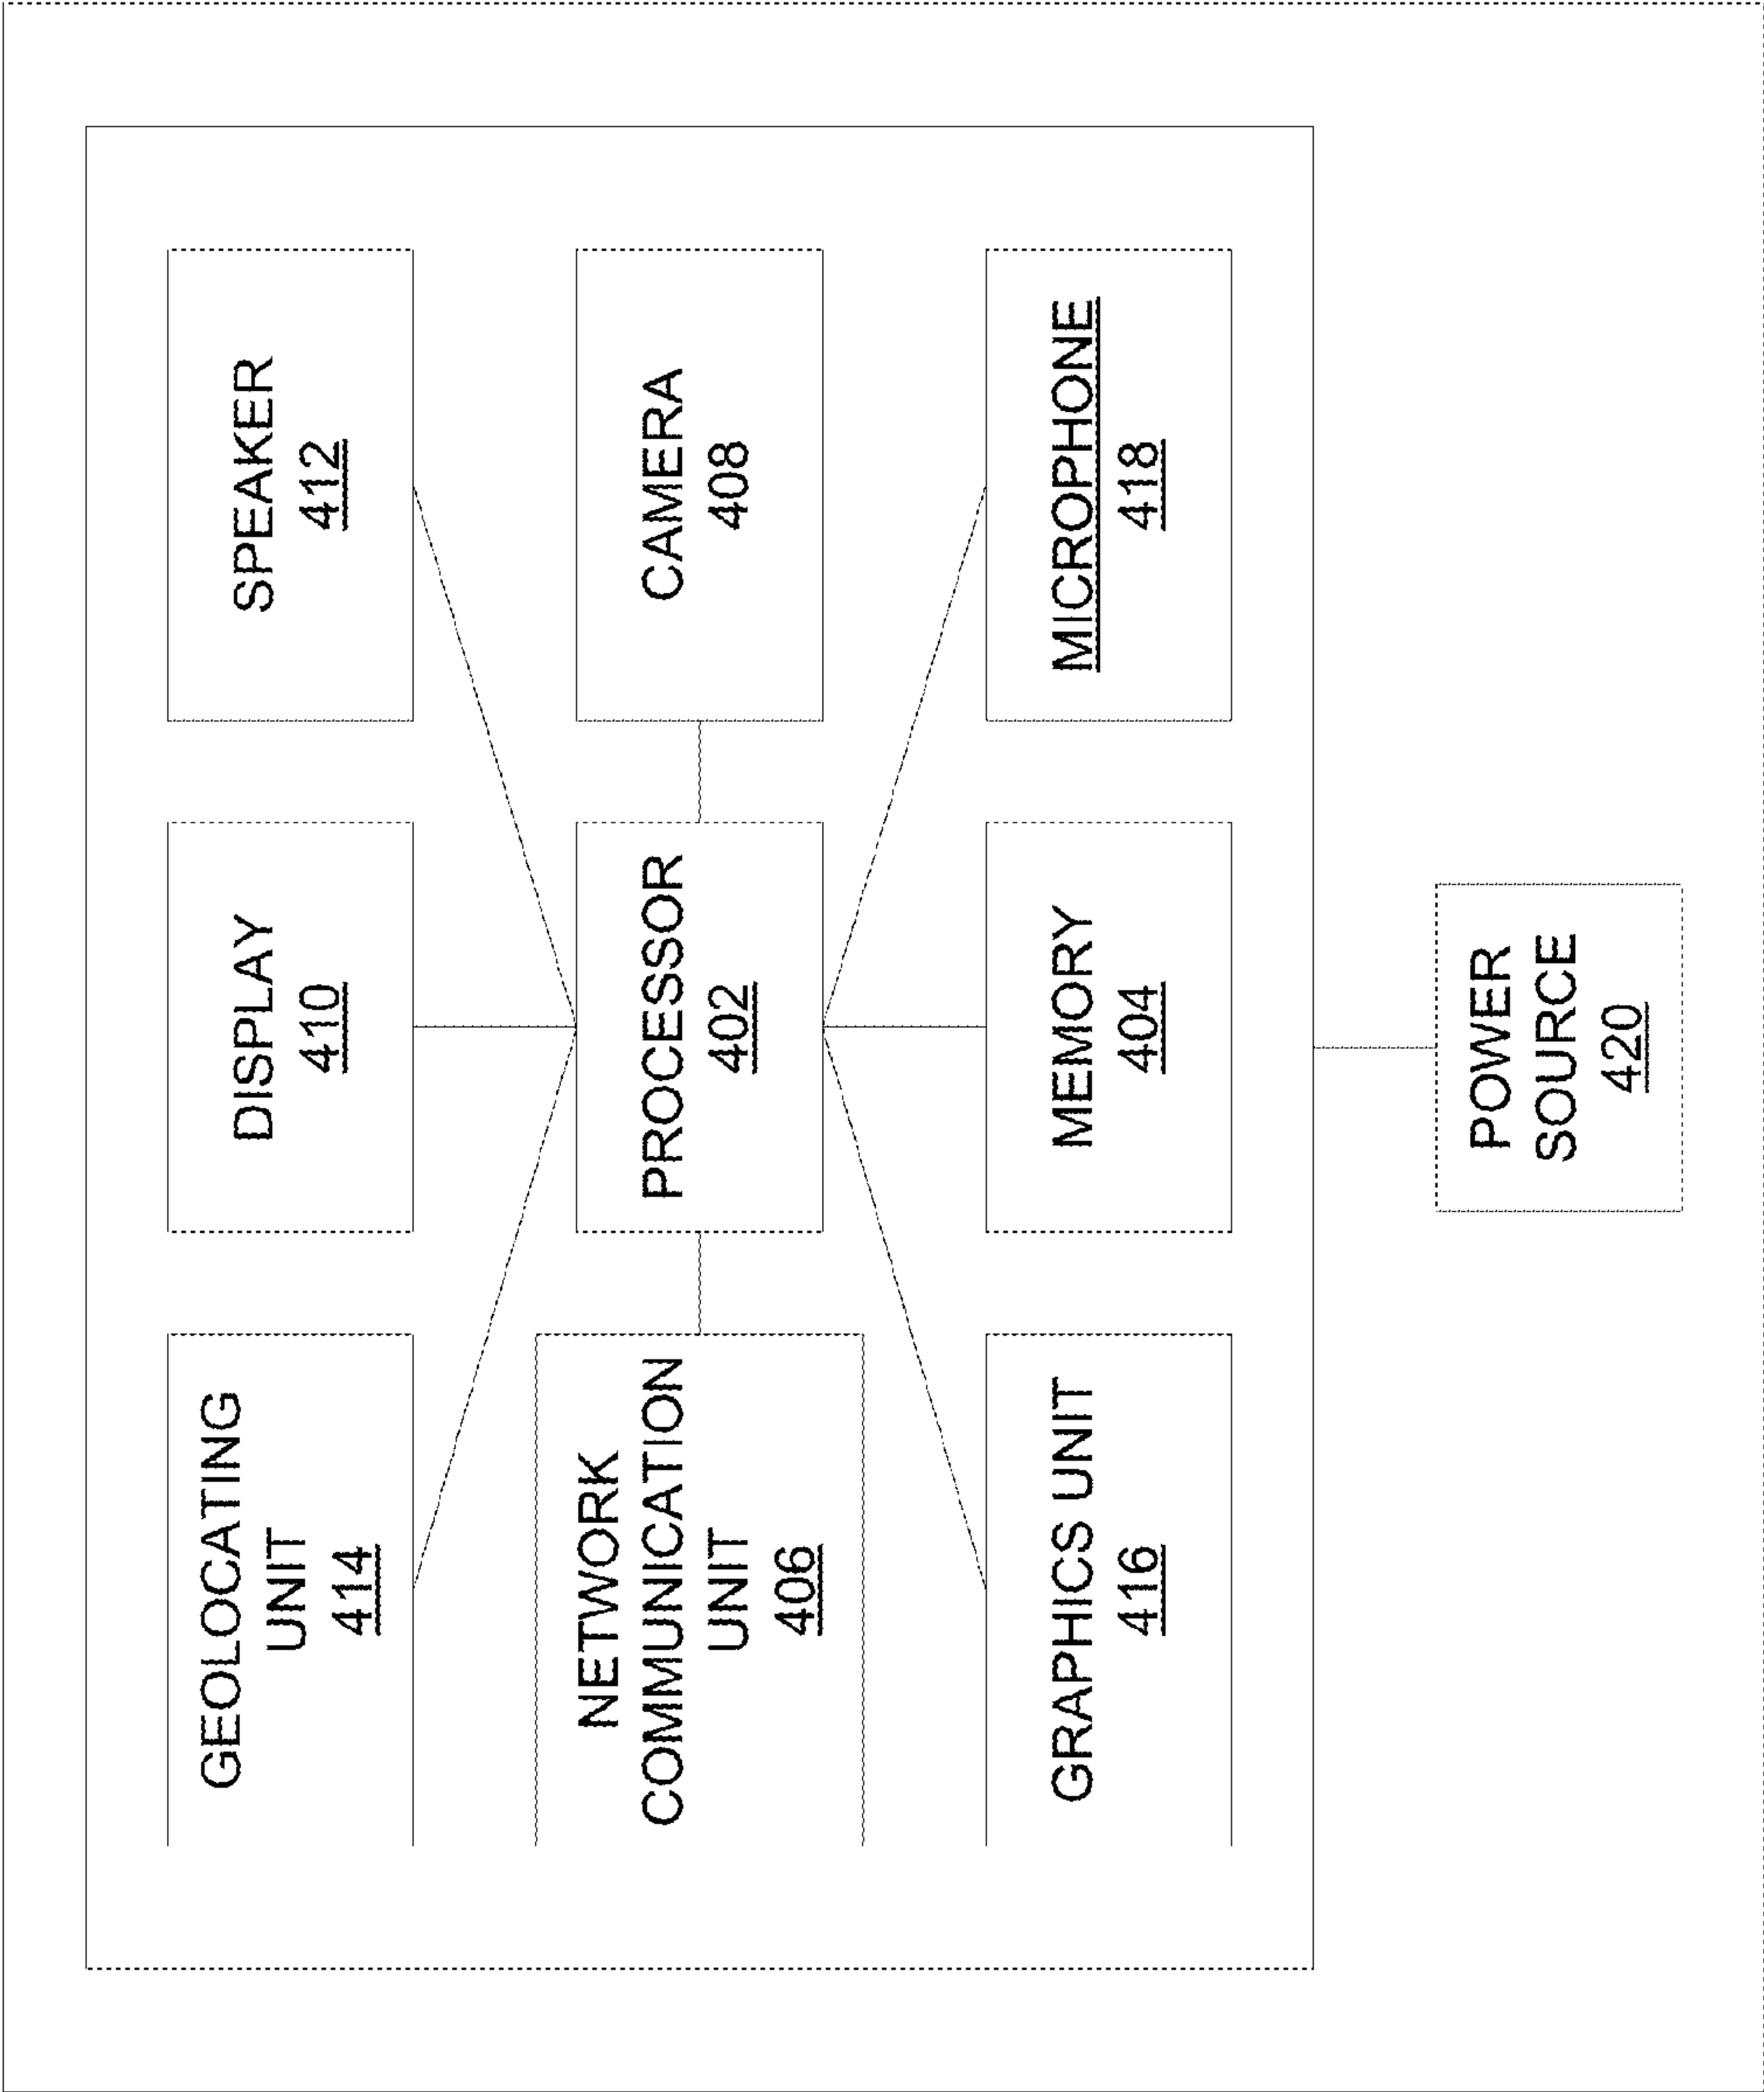 GEOLOCATING
UNIT
414
DISPLAY
410
SPEAKER
412
NETWORK
COMMUNICATION
UNIT
406
PROCESSOR
402
CAMERA
408
GRAPHICS UNIT
416
MEMORY
404
MICROPHONE
418
POWER
SOURCE
420